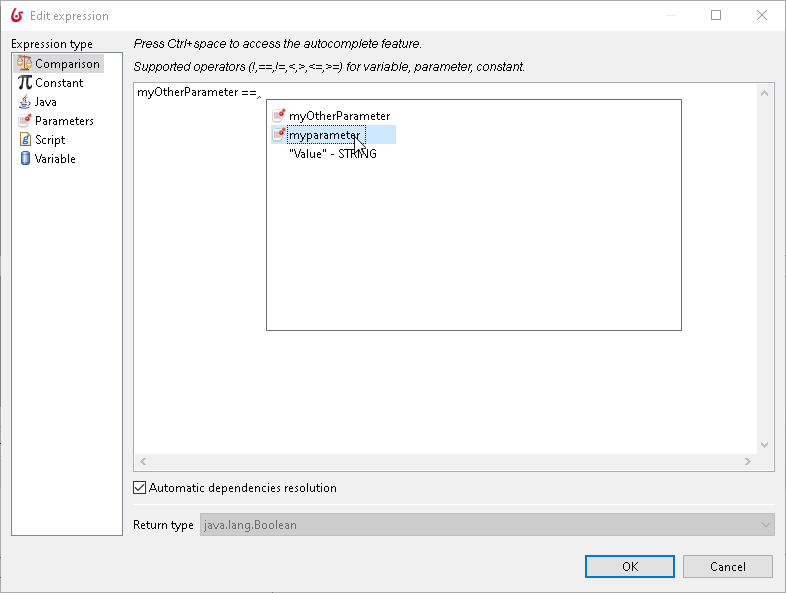 Edit expression
Expression type
Comparison
Constant
Java
Parameters
Script
Variable
Press Ctrl+space to access the autocomplete feature.
Supported operators (!,==,!=,<,>,<=,>=) for variable, parameter, constant.
myOtherParameter ==
myOtherParameter
myparameter
"Value" - STRING
Automatic dependencies resolution
Return type java.lang.Boolean
OK Cancel